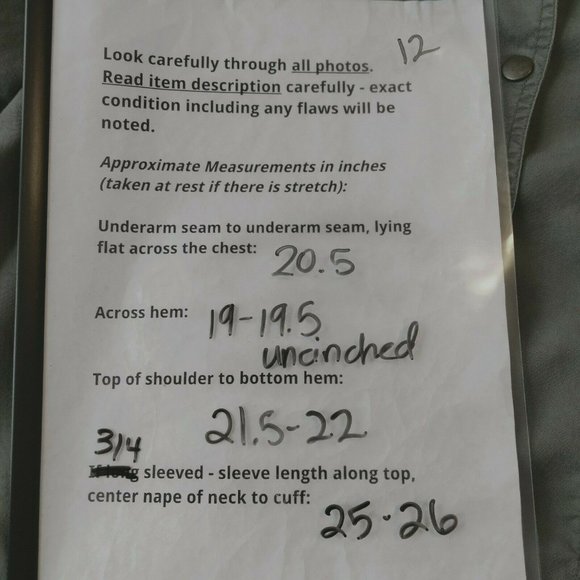 12
Look carefully through all photos.
Read item description carefully - exact
condition including any flaws will be
noted.
Approximate Measurements in inches
(taken at rest if there is stretch):
Underarm seam to underarm seam, lying
flat across the chest: 20.5
Across hem: 19-19.5
uncinched
Top of shoulder to bottom hem:
21.5-22
3/4
sleeved - sleeve length along top,
center nape of neck to cuff:
25-26